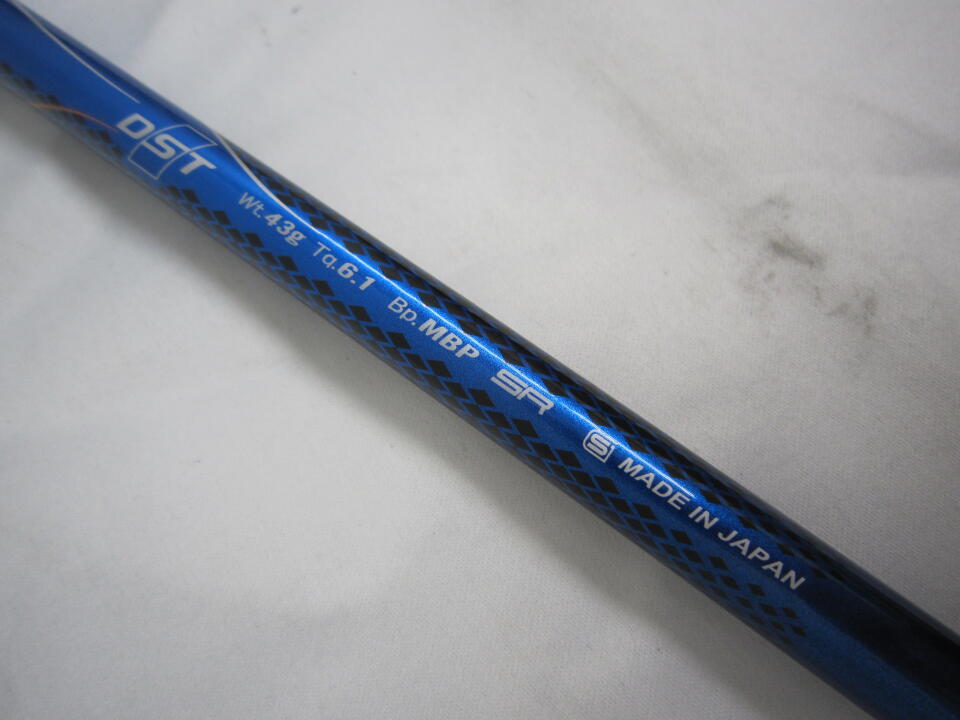 DST
Wt.43g Tq.6.1 Bp.MBP SR S MADE IN JAPAN